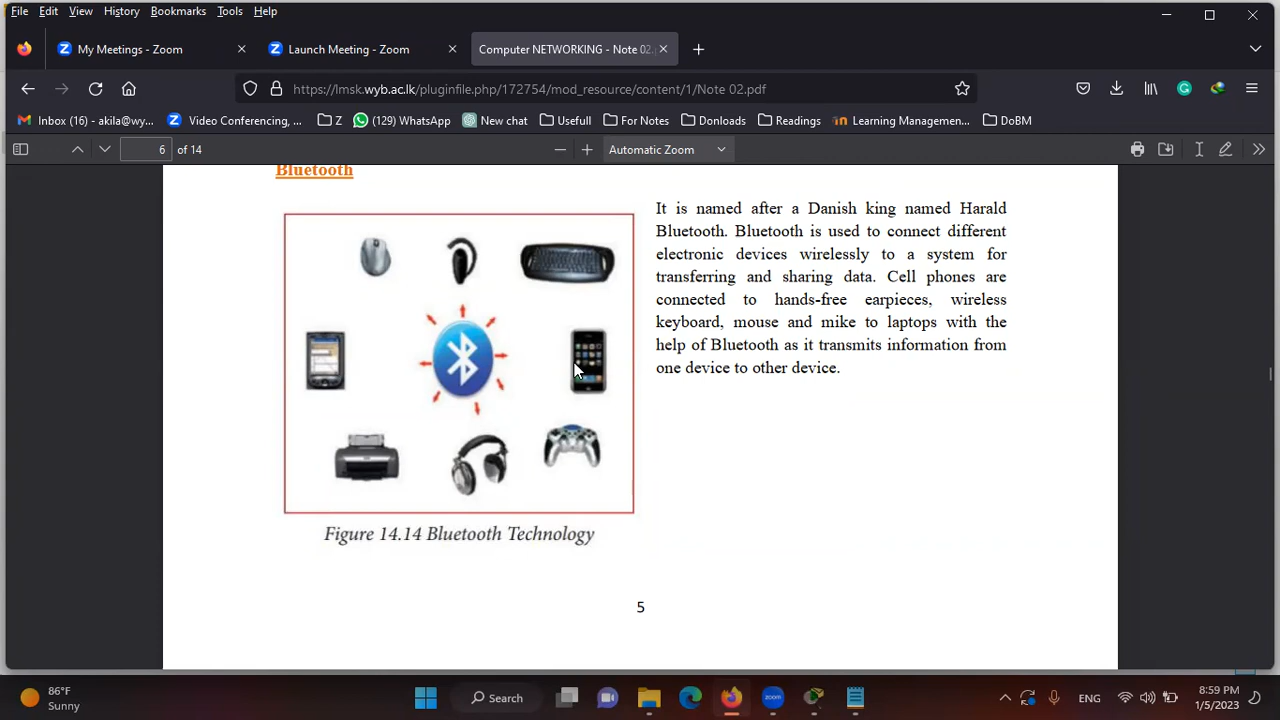 File Edit View History Bookmarks Tools Help
My Meetings - Zoom
Launch Meeting - Zoom
Computer NETWORKING - Note 02.
https://lmsk.wyb.ac.lk/pluginfile.php/172754/mod_resource/content/1/Note 02.pdf
Inbox (16) - akila@wy... Video Conferencing, ... Z (129) WhatsApp New chat Usefull For Notes Donloads Readings Learning Managemen... DoBM
6 of 14 Automatic Zoom
Bluetooth
It is named after a Danish king named Harald
Bluetooth. Bluetooth is used to connect different
electronic devices wirelessly to a system for
transferring and sharing data. Cell phones are
connected to hands-free earpieces, wireless
keyboard, mouse and mike to laptops with the
help of Bluetooth as it transmits information from
one device to other device.
Figure 14.14 Bluetooth Technology
5
86°F
Sunny
Search
zoom
ENG
8:59 PM
1/5/2023